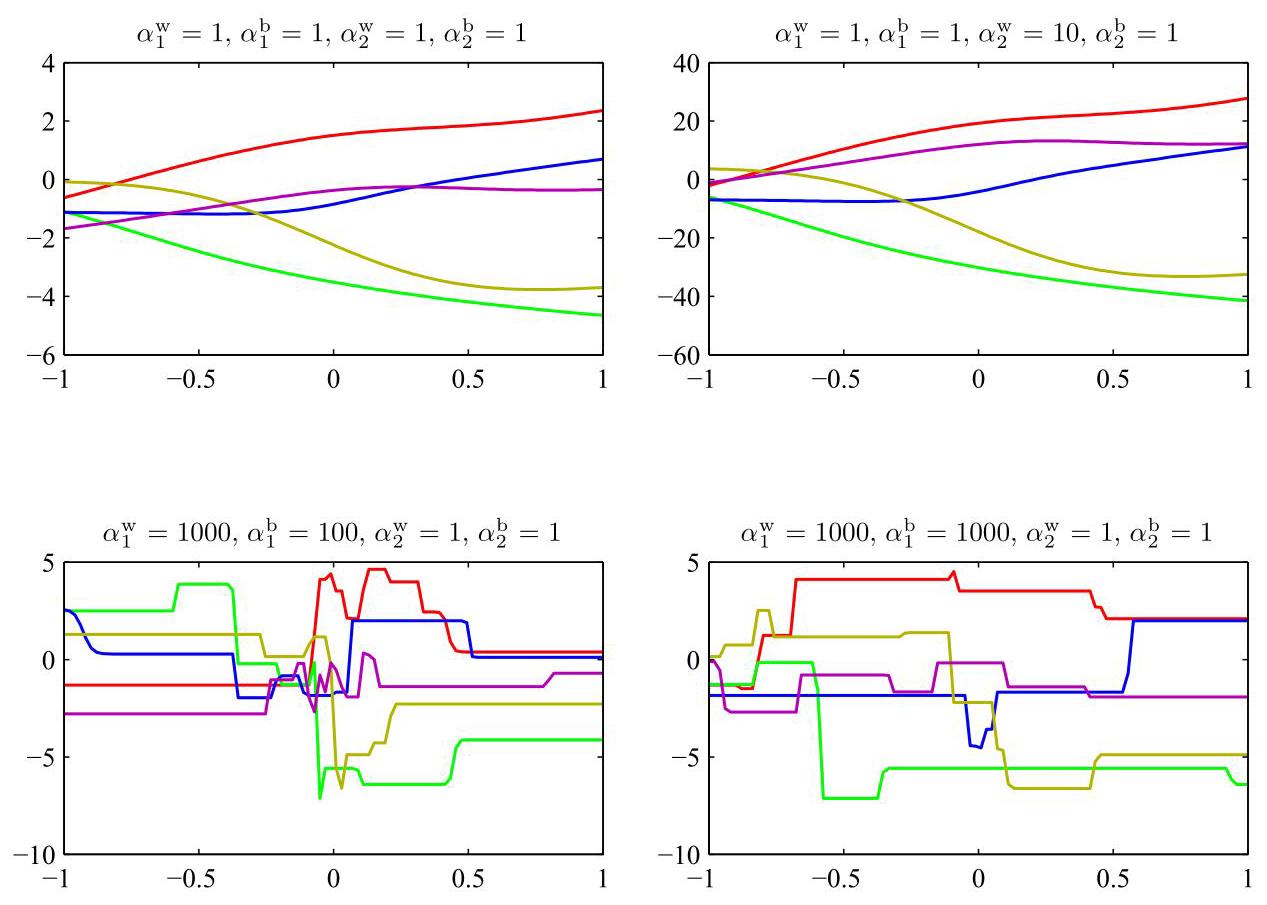 α₁ʷ = 1, α₁ᵇ = 1, α₂ʷ = 1, α₂ᵇ = 1
4
2
0
−2
−4
−6
−1 −0.5 0 0.5 1
α₁ʷ = 1, α₁ᵇ = 1, α₂ʷ = 10, α₂ᵇ = 1
40
20
0
−20
−40
−60
−1 −0.5 0 0.5 1
α₁ʷ = 1000, α₁ᵇ = 100, α₂ʷ = 1, α₂ᵇ = 1
5
0
−5
−10
−1 −0.5 0 0.5 1
α₁ʷ = 1000, α₁ᵇ = 1000, α₂ʷ = 1, α₂ᵇ = 1
5
0
−5
−10
−1 −0.5 0 0.5 1